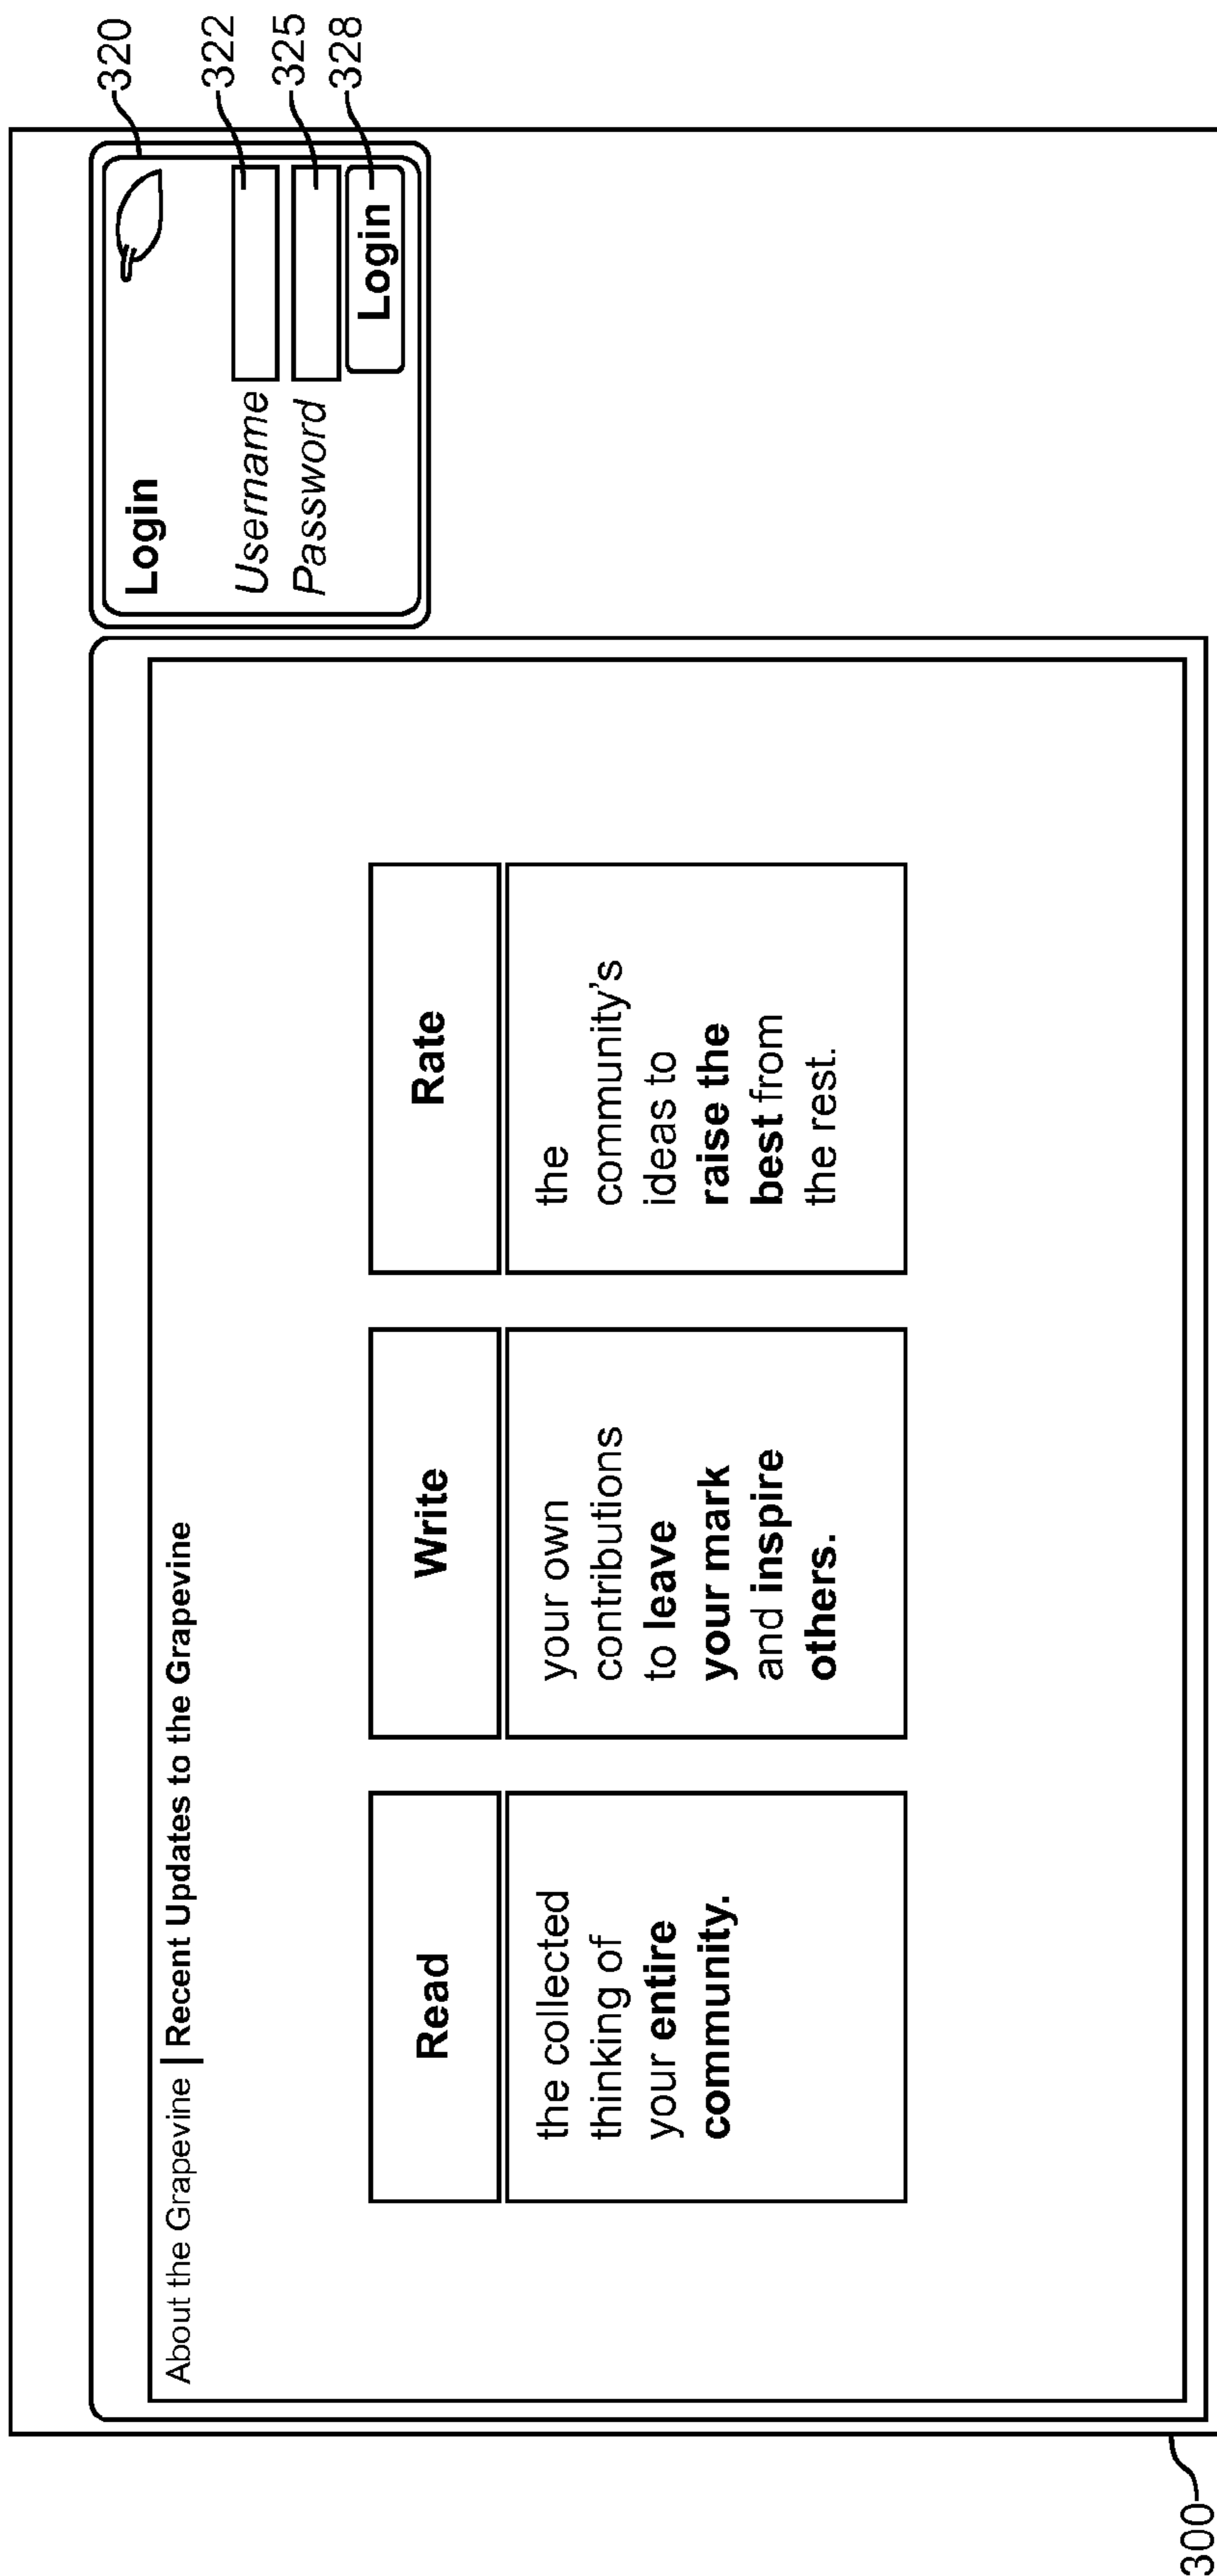 About the Grapevine | Recent Updates to the Grapevine
Read
the collected
thinking of
your entire
community.
Write
your own
contributions
to leave
your mark
and inspire
others.
Rate
the
community's
ideas to
raise the
best from
the rest.
Login
Username
Password
Login
320
322
325
328
300